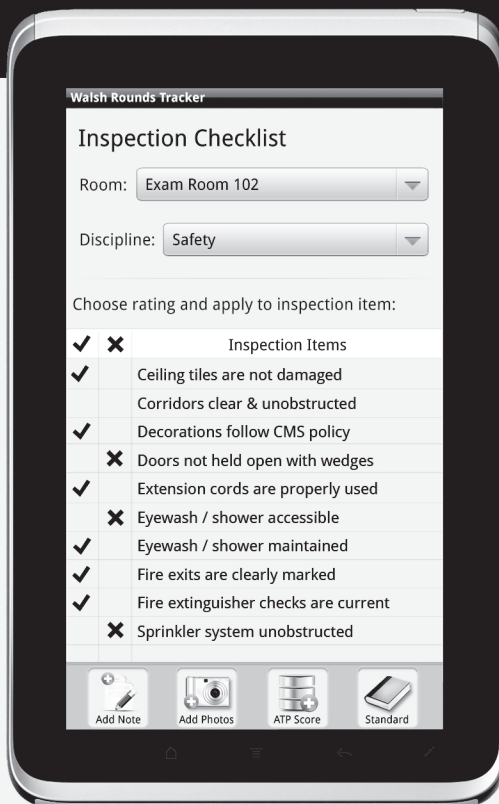 Walsh Rounds Tracker
Inspection Checklist
Room: Exam Room 102
Discipline: Safety
Choose rating and apply to inspection item:
✓ ✕ Inspection Items
✓ Ceiling tiles are not damaged
Corridors clear & unobstructed
✓ Decorations follow CMS policy
✕ Doors not held open with wedges
✓ Extension cords are properly used
✕ Eyewash / shower accessible
✓ Eyewash / shower maintained
✓ Fire exits are clearly marked
✓ Fire extinguisher checks are current
✕ Sprinkler system unobstructed
Add Note Add Photos ATP Score Standard